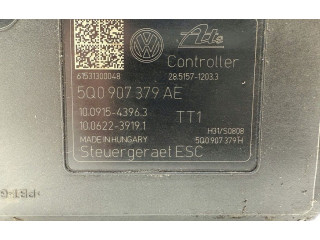 Ate
Controller
61531300048 28.5157-1203.3
5Q0 907 379 AE
10.0915-4396.3
10.0622-3919.1 TT1
MADE IN HUNGARY H31/S0808
Steuergeraet ESC 5Q0 907 379 H
>PBT-G